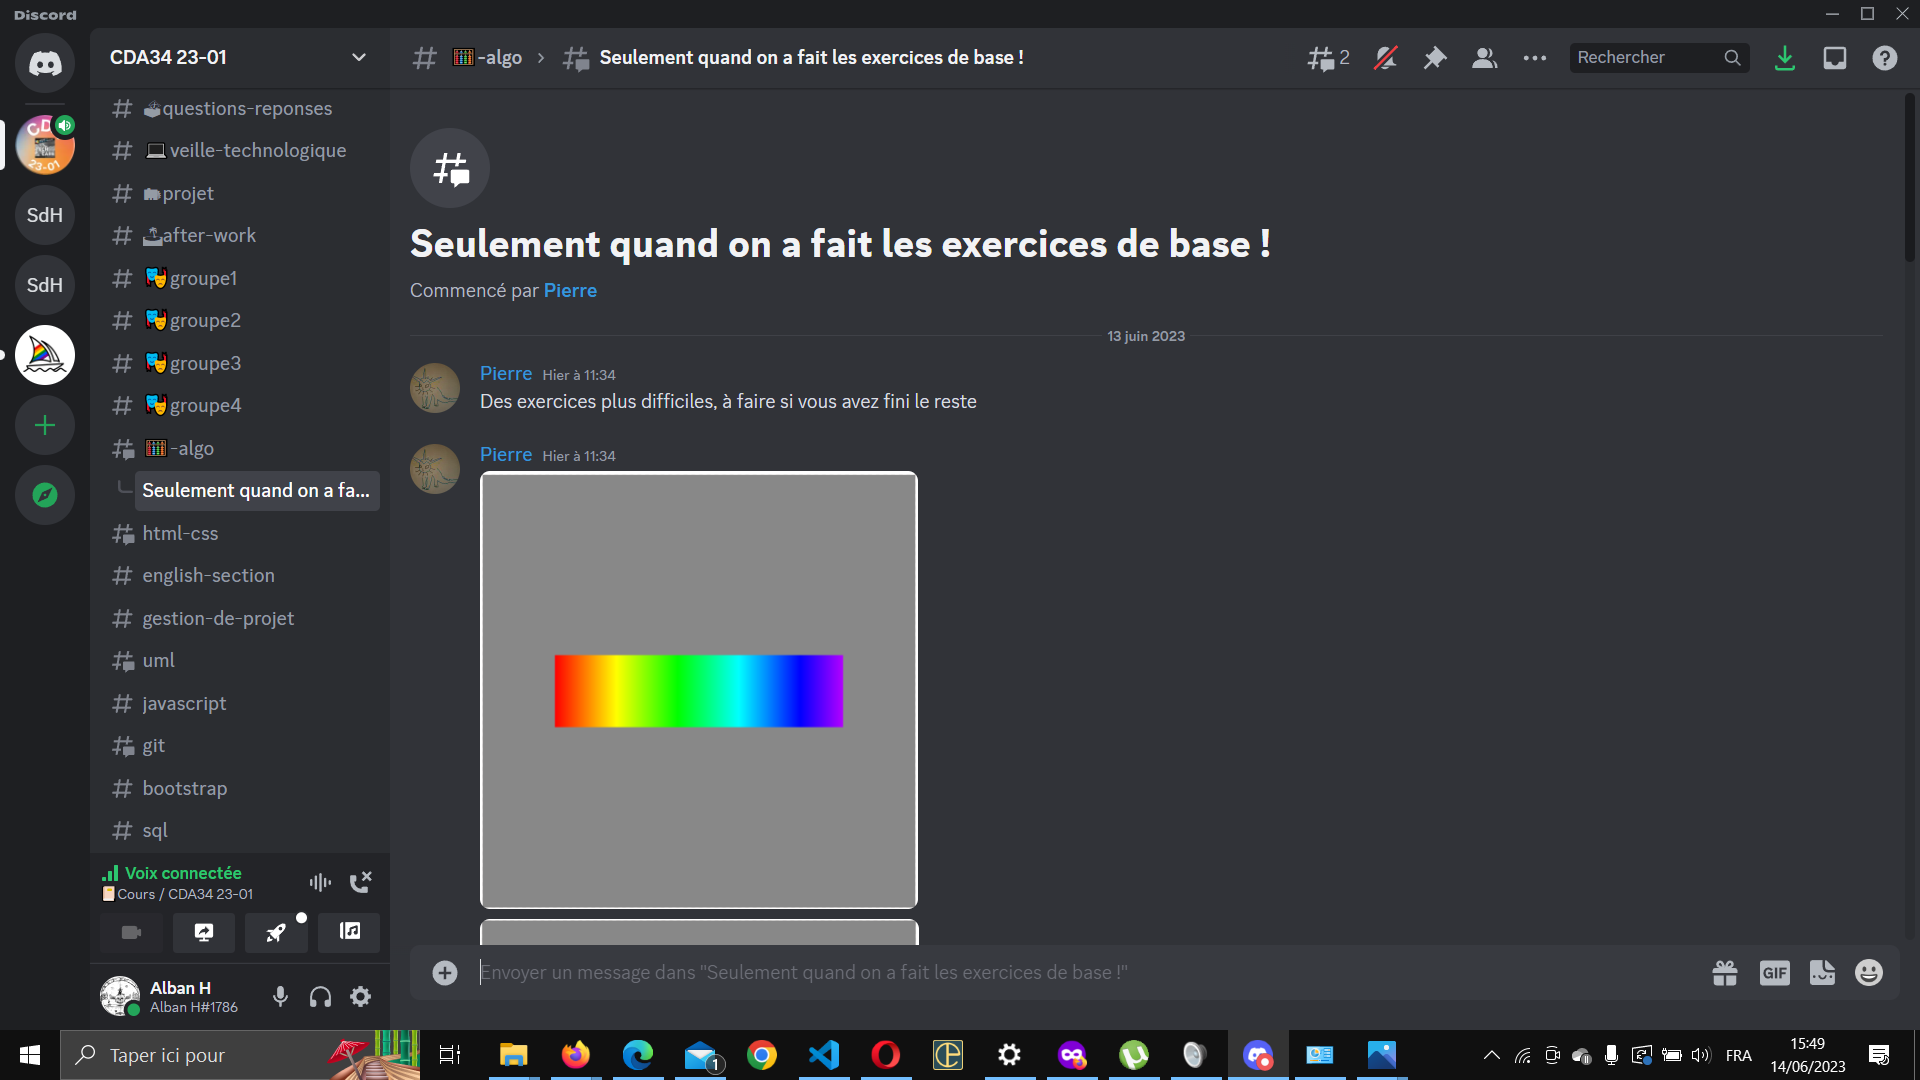 Discord
CDA34 23-01
questions-reponses
veille-technologique
projet
after-work
groupe1
groupe2
groupe3
groupe4
-algo
Seulement quand on a fa...
html-css
english-section
gestion-de-projet
uml
javascript
git
bootstrap
sql
Voix connectée
Cours / CDA34 23-01
Alban H
Alban H#1786
CD
23-01
SdH
SdH
-algo
Seulement quand on a fait les exercices de base !
2
Rechercher
Seulement quand on a fait les exercices de base !
Commencé par Pierre
13 juin 2023
Pierre Hier à 11:34
Des exercices plus difficiles, à faire si vous avez fini le reste
Pierre Hier à 11:34
Envoyer un message dans "Seulement quand on a fait les exercices de base !"
GIF
Taper ici pour
1
FRA
15:49
14/06/2023